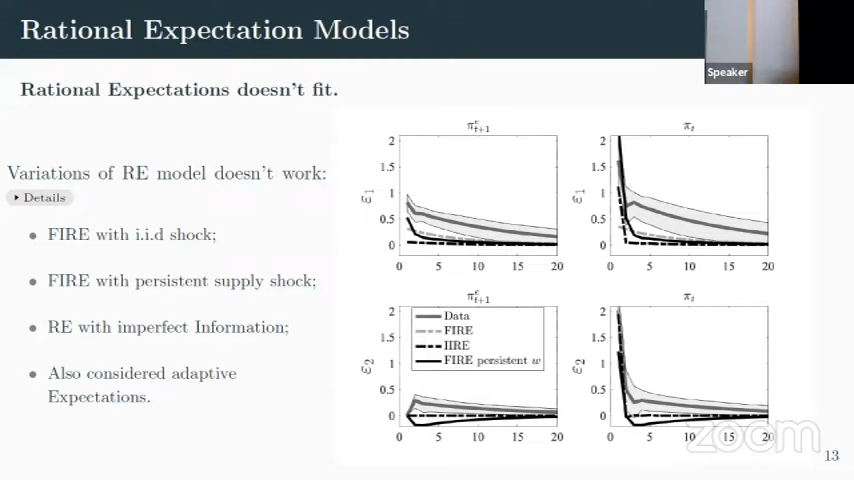 Rational Expectation Models
Speaker
Rational Expectations doesn't fit.
Variations of RE model doesn't work:
Details
• FIRE with i.i.d shock;
• FIRE with persistent supply shock;
• RE with imperfect Information;
• Also considered adaptive
Expectations.
π^e_{t+1}
2
1.5
1
0.5
0
ε₁
0 5 10 15 20
π_t
2
1.5
1
0.5
0
ε₁
0 5 10 15 20
π^e_{t+1}
2
1.5
1
0.5
0
ε₂
Data
FIRE
IIRE
FIRE persistent w
0 5 10 15 20
π_t
2
1.5
1
0.5
0
ε₂
0 5 10 15 20
zoom
13